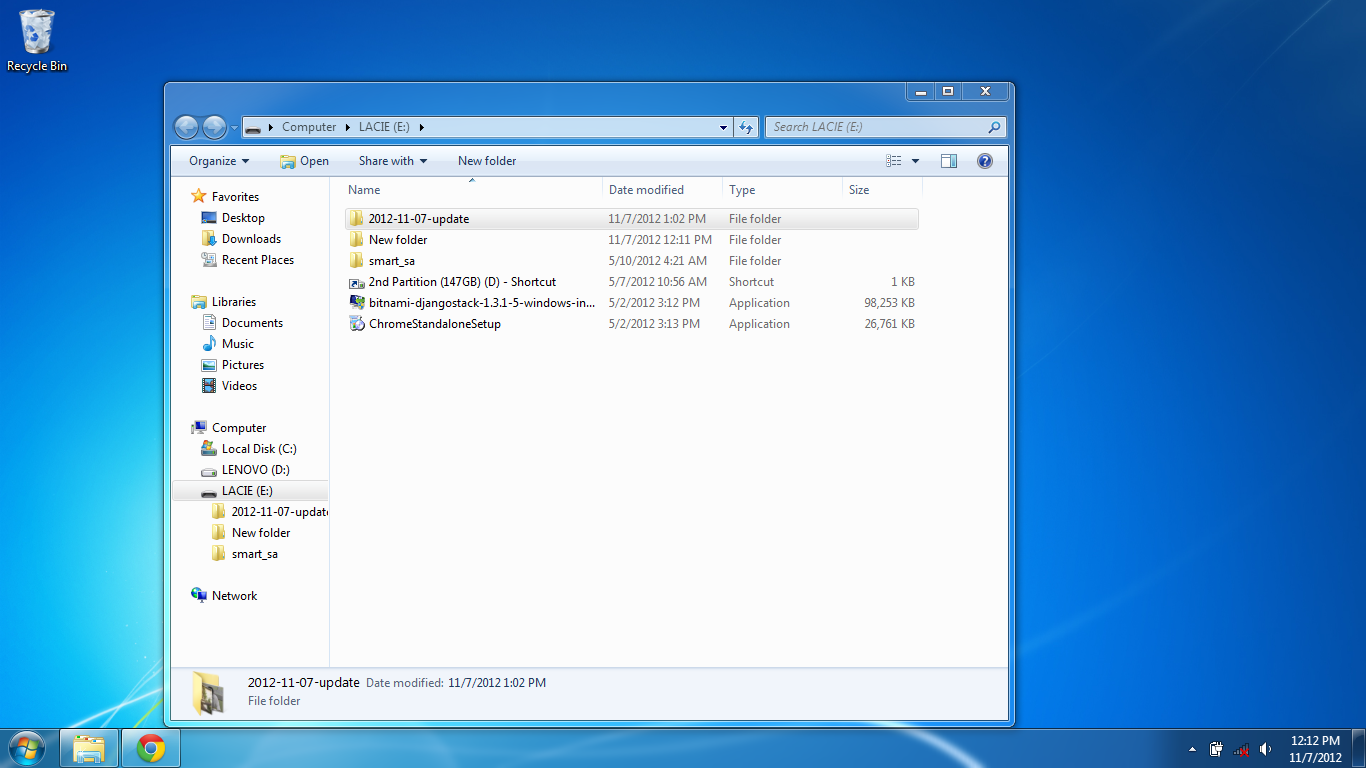 Recycle Bin
Computer LACIE (E:)
Search LACIE (E:)
Organize Open Share with New folder
Name Date modified Type Size
Favorites
Desktop
Downloads
Recent Places
Libraries
Documents
Music
Pictures
Videos
Computer
Local Disk (C:)
LENOVO (D:)
LACIE (E:)
2012-11-07-update
New folder
smart_sa
Network
2012-11-07-update 11/7/2012 1:02 PM File folder
New folder 11/7/2012 12:11 PM File folder
smart_sa 5/10/2012 4:21 AM File folder
2nd Partition (147GB) (D) - Shortcut 5/7/2012 10:56 AM Shortcut 1 KB
bitnami-djangostack-1.3.1-5-windows-in... 5/2/2012 3:12 PM Application 98,253 KB
ChromeStandaloneSetup 5/2/2012 3:13 PM Application 26,761 KB
2012-11-07-update Date modified: 11/7/2012 1:02 PM
File folder
12:12 PM
11/7/2012